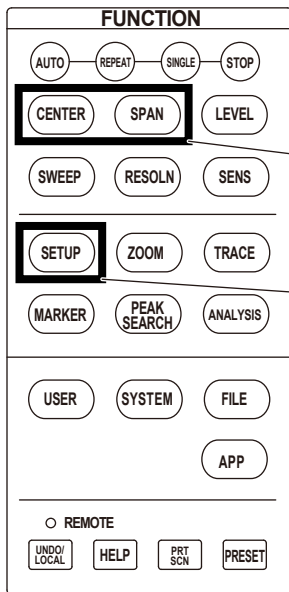 FUNCTION
AUTO REPEAT SINGLE STOP
CENTER SPAN LEVEL
SWEEP RESOLN SENS
SETUP ZOOM TRACE
MARKER PEAK SEARCH ANALYSIS
USER SYSTEM FILE
APP
REMOTE
UNDO/ LOCAL HELP PRT SCN PRESET